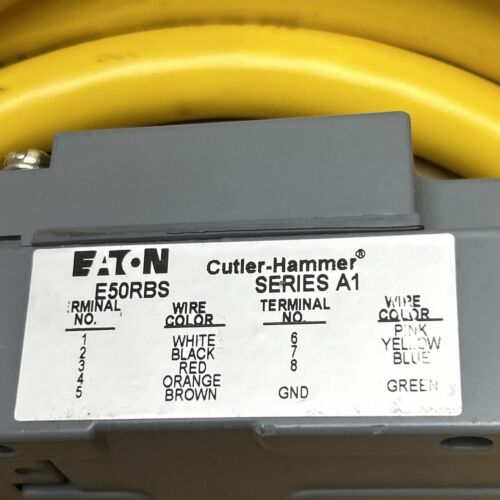 EATON Cutler-Hammer®
E50RBS SERIES A1
ERMINAL NO. WIRE COLOR TERMINAL NO. WIRE COLOR
1 WHITE 6 PINK
2 BLACK 7 YELLOW
3 RED 8 BLUE
4 ORANGE
5 BROWN GND GREEN